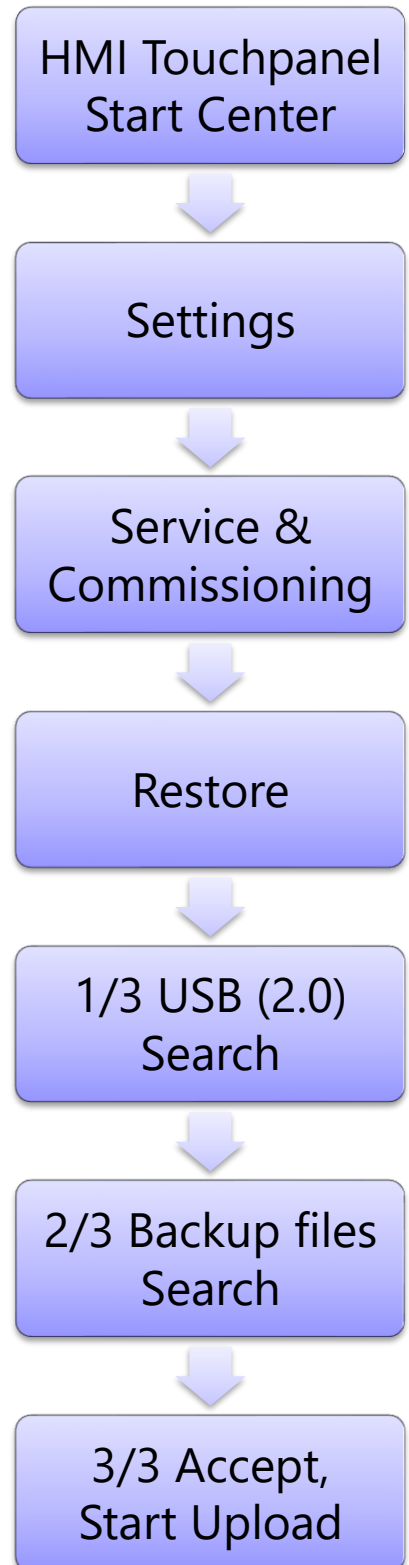 HMI Touchpanel
Start Center
Settings
Service &
Commissioning
Restore
1/3 USB (2.0)
Search
2/3 Backup files
Search
3/3 Accept,
Start Upload